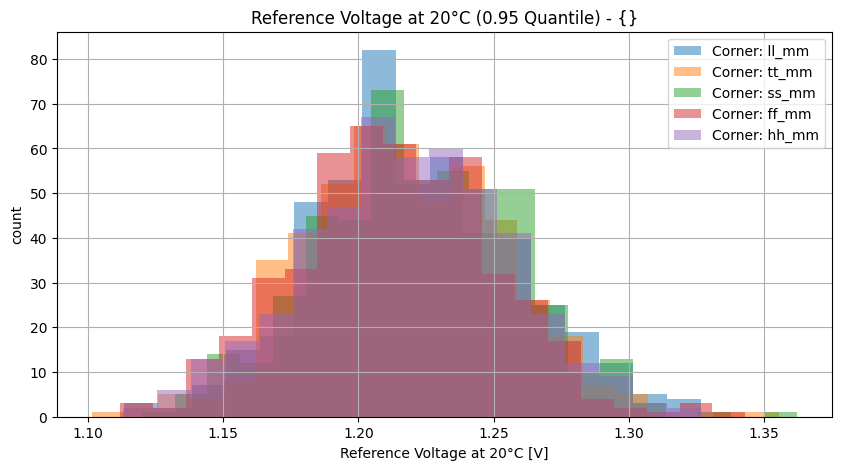 Reference Voltage at 20°C (0.95 Quantile) - {}
Corner: ll_mm
Corner: tt_mm
Corner: ss_mm
Corner: ff_mm
Corner: hh_mm
count
80
70
60
50
40
30
20
10
0
1.10 1.15 1.20 1.25 1.30 1.35
Reference Voltage at 20°C [V]